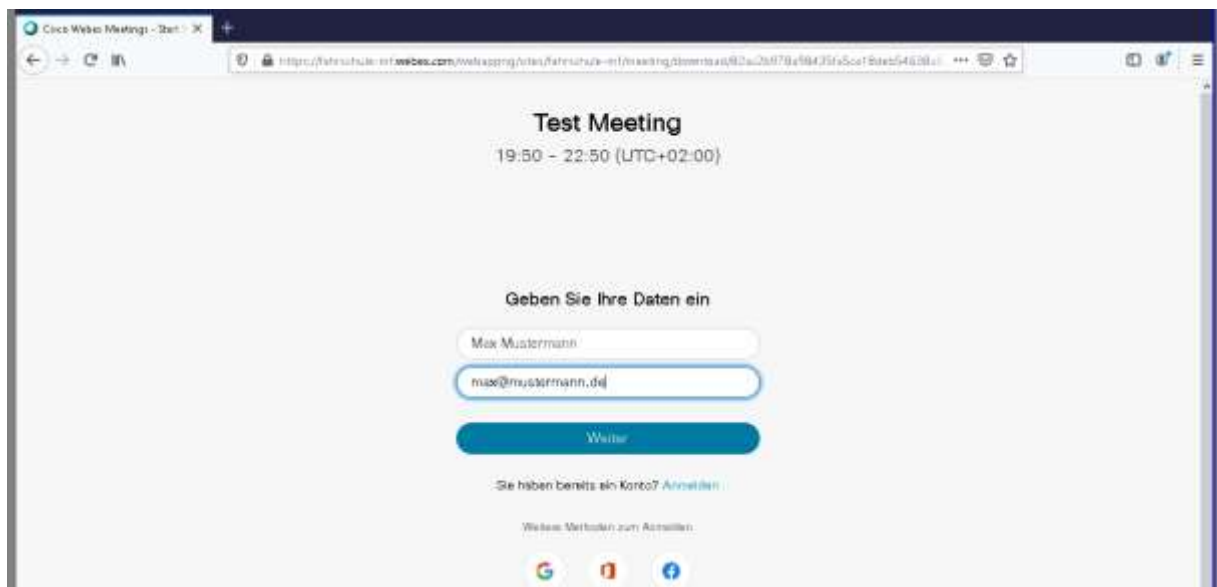 Cisco Webex Meetings - Start
Test Meeting
19:50 – 22:50 (UTC+02:00)
Geben Sie Ihre Daten ein
Max Mustermann
max@mustermann.de
Weiter
Sie haben bereits ein Konto? Anmelden
Weitere Methoden zum Anmelden